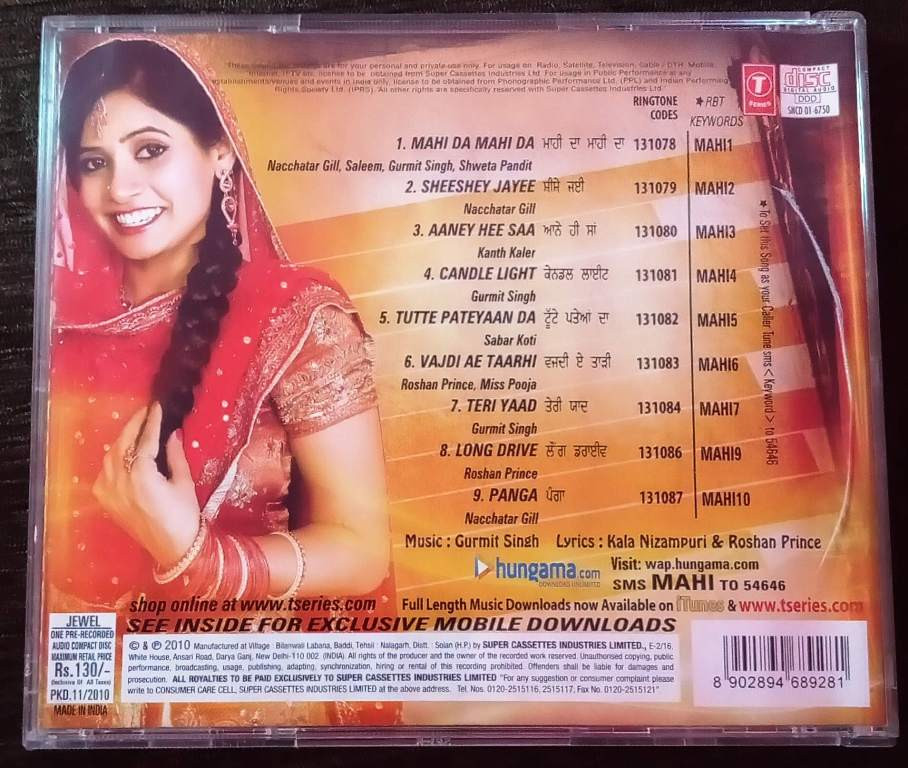 are for your personal and private use only. For usage on Radio, Satellite, Television, Cable / DTH, Mobile,
Internet, IPTV etc. license to be obtained from Super Cassettes Industries Ltd. For usage in Public Performance at any
establishments/venues and events in India only, license to be obtained from Phonographic Performance Ltd. (PPL) and Indian Performing
Rights Society Ltd. (IPRS). All other rights are specifically reserved with Super Cassettes Industries Ltd.
T
SERIES
COMPACT
disc
DIGITAL AUDIO
DDD
SNCD 01-6750
RINGTONE CODES
★ RBT KEYWORDS
1. MAHI DA MAHI DA ਮਾਹੀ ਦਾ ਮਾਹੀ ਦਾ 131078 MAHI1
Nacchatar Gill, Saleem, Gurmit Singh, Shweta Pandit
2. SHEESHEY JAYEE ਸ਼ੀਸ਼ੇ ਜਈ 131079 MAHI2
Nacchatar Gill
3. AANEY HEE SAA ਆਨੇ ਹੀ ਸਾਂ 131080 MAHI3
Kanth Kaler
4. CANDLE LIGHT ਕੇਨਡਲ ਲਾਈਟ 131081 MAHI4
Gurmit Singh
5. TUTTE PATEYAAN DA ਟੁੱਟੇ ਪਤੇਆਂ ਦਾ 131082 MAHI5
Sabar Koti
6. VAJDI AE TAARHI ਵਜਦੀ ਏ ਤਾੜੀ 131083 MAHI6
Roshan Prince, Miss Pooja
7. TERI YAAD ਤੇਰੀ ਯਾਦ 131084 MAHI7
Gurmit Singh
8. LONG DRIVE ਲੌਂਗ ਡਰਾਈਵ 131086 MAHI9
Roshan Prince
9. PANGA ਪੰਗਾ 131087 MAHI10
Nacchatar Gill
★ To Set this Song as your Caller Tune sms < Keyword > to 54646
Music : Gurmit Singh Lyrics : Kala Nizampuri & Roshan Prince
hungama.com
DOWNLOADS UNLIMITED
Visit: wap.hungama.com
SMS MAHI TO 54646
shop online at www.tseries.com Full Length Music Downloads now Available on iTunes & www.tseries.com
SEE INSIDE FOR EXCLUSIVE MOBILE DOWNLOADS
JEWEL
ONE PRE-RECORDED
AUDIO COMPACT DISC
MAXIMUM RETAIL PRICE
Rs.130/-
(Inclusive Of All Taxes)
PKD.11/2010
MADE IN INDIA
© & ℗ 2010 Manufactured at Village : Bilanwali Labana, Baddi, Tehsil : Nalagarh, Distt. : Solan (H.P.) by SUPER CASSETTES INDUSTRIES LIMITED., E-2/16,
White House, Ansari Road, Darya Ganj, New Delhi-110 002. (INDIA). All rights of the producer and the owner of the recorded work reserved. Unauthorised copying, public
performance, broadcasting, usage, publishing, adapting, synchronization, hiring or rental of this recording prohibited. Offenders shall be liable for damages and
prosecution. ALL ROYALTIES TO BE PAID EXCLUSIVELY TO SUPER CASSETTES INDUSTRIES LIMITED "For any suggestion or consumer complaint please
write to CONSUMER CARE CELL, SUPER CASSETTES INDUSTRIES LIMITED at the above address. Tel. Nos. 0120-2515116, 2515117, Fax No. 0120-2515121".
8 902894 689281